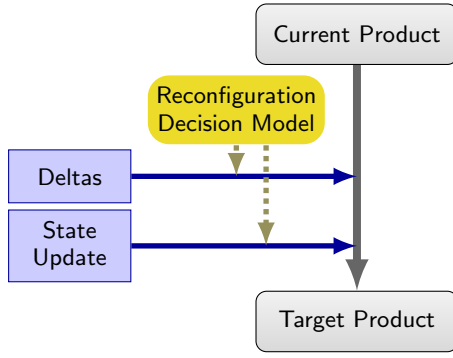 Current Product
Reconfiguration
Decision Model
Deltas
State
Update
Target Product